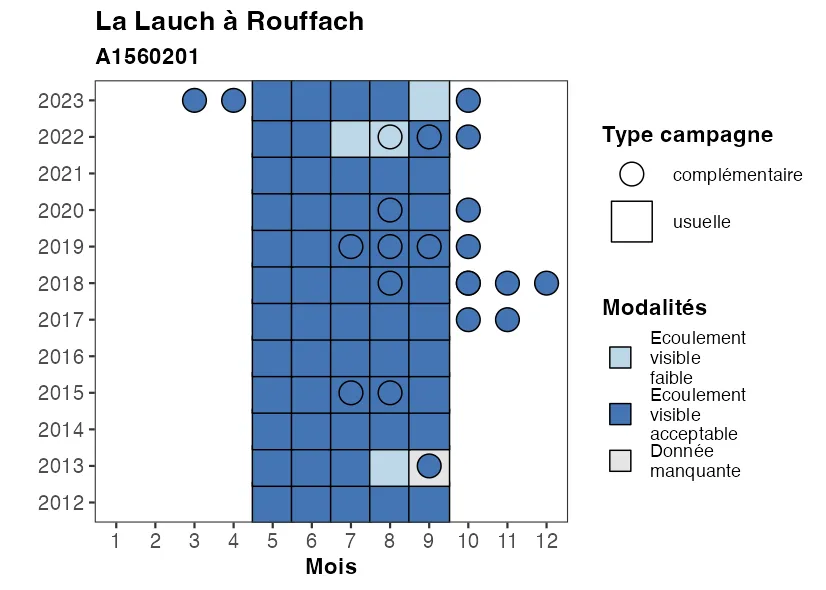 La Lauch à Rouffach
A1560201
2023
2022
2021
2020
2019
2018
2017
2016
2015
2014
2013
2012
1 2 3 4 5 6 7 8 9 10 11 12
Mois
Type campagne
complémentaire
usuelle
Modalités
Ecoulement
visible
faible
Ecoulement
visible
acceptable
Donnée
manquante